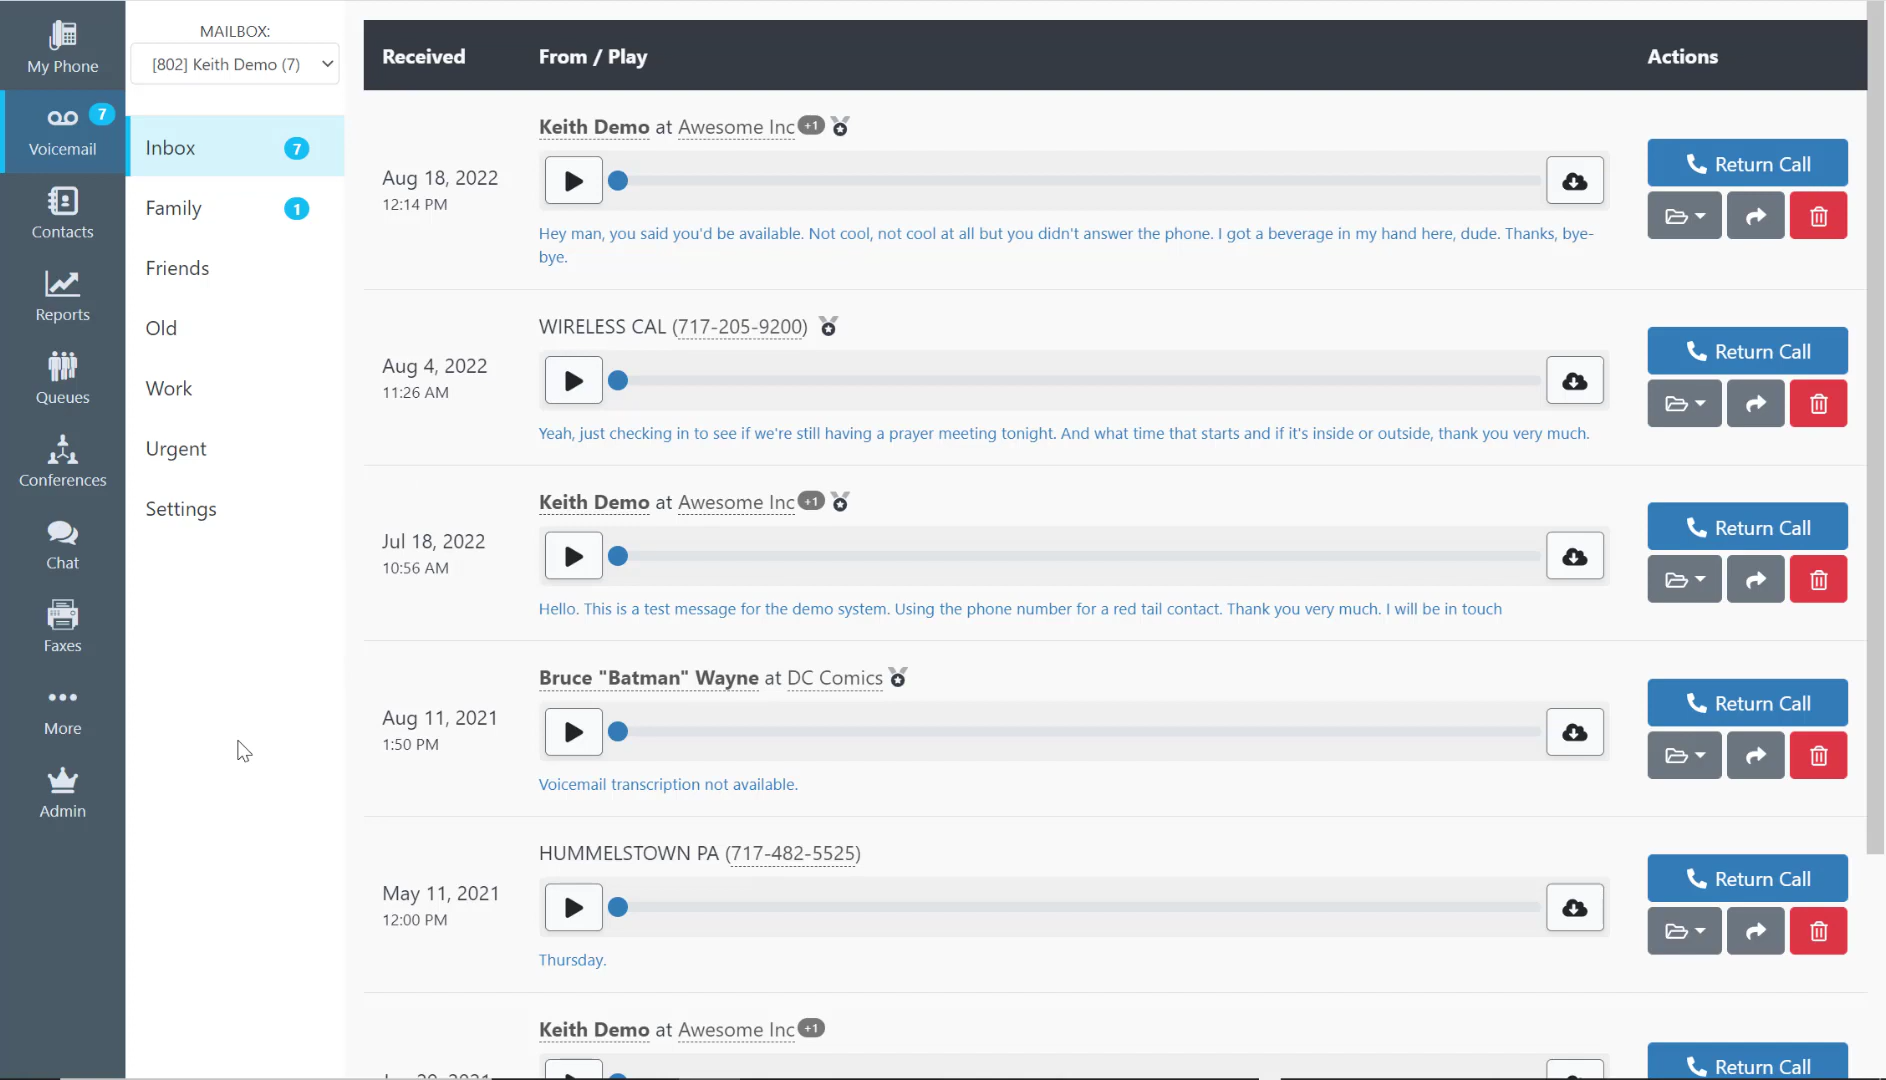 My Phone
Voicemail
7
Contacts
Reports
Queues
Conferences
Chat
Faxes
More
Admin
MAILBOX:
[802] Keith Demo (7)
Inbox 7
Family 1
Friends
Old
Work
Urgent
Settings
Received From / Play Actions
Keith Demo at Awesome Inc +1
Aug 18, 2022
12:14 PM
Hey man, you said you'd be available. Not cool, not cool at all but you didn't answer the phone. I got a beverage in my hand here, dude. Thanks, bye-
bye.
Return Call
WIRELESS CAL (717-205-9200)
Aug 4, 2022
11:26 AM
Yeah, just checking in to see if we're still having a prayer meeting tonight. And what time that starts and if it's inside or outside, thank you very much.
Return Call
Keith Demo at Awesome Inc +1
Jul 18, 2022
10:56 AM
Hello. This is a test message for the demo system. Using the phone number for a red tail contact. Thank you very much. I will be in touch
Return Call
Bruce "Batman" Wayne at DC Comics
Aug 11, 2021
1:50 PM
Voicemail transcription not available.
Return Call
HUMMELSTOWN PA (717-482-5525)
May 11, 2021
12:00 PM
Thursday.
Return Call
Keith Demo at Awesome Inc +1
Return Call